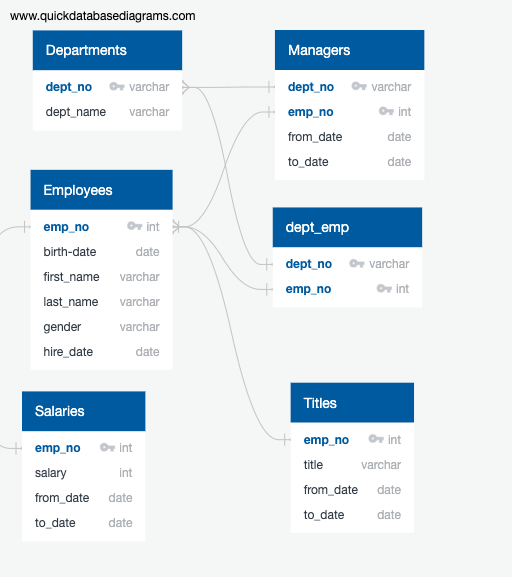 www.quickdatabasediagrams.com
Departments
dept_no varchar
dept_name varchar
Managers
dept_no varchar
emp_no int
from_date date
to_date date
Employees
emp_no int
birth-date date
first_name varchar
last_name varchar
gender varchar
hire_date date
dept_emp
dept_no varchar
emp_no int
Salaries
emp_no int
salary int
from_date date
to_date date
Titles
emp_no int
title varchar
from_date date
to_date date